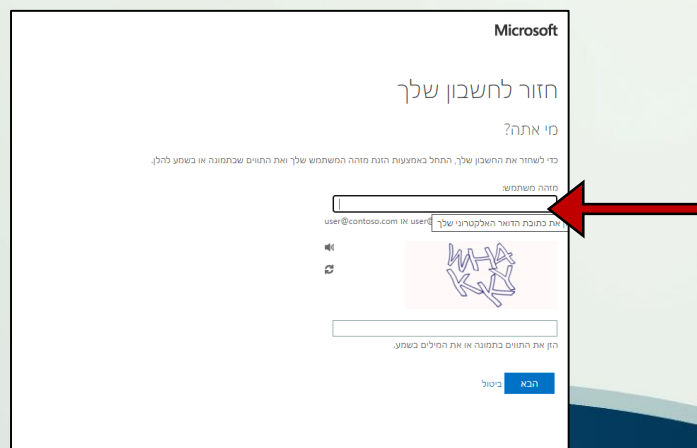 Microsoft
חזור לחשבון שלך
מי אתה?
כדי לשחזר את החשבון שלך, התחל באמצעות הזנת מזהה המשתמש שלך ואת התווים שבתמונה או בשמע להלן.
מזהה משתמש:
user@contoso.com או user@
את כתובת הדואר האלקטרוני שלך
הזן את התווים בתמונה או את המילים בשמע.
הבא
ביטול